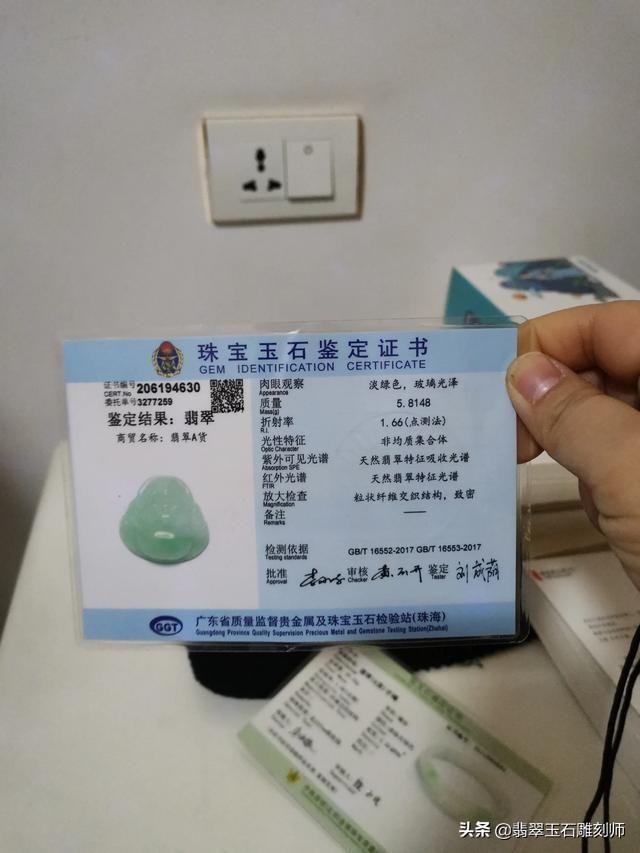 珠宝玉石鉴定证书
GEM IDENTIFICATION CERTIFICATE
证书编号 206194630
CERT.No
委托单号3277259
鉴定结果：翡翠
商贸名称：翡翠A货
肉眼观察 淡绿色，玻璃光泽
Appearance
质量 5.8148
Mass(g)
折射率 1.66(点测法)
R.I.
光性特征 非均质集合体
Optic Character
紫外可见光谱 天然翡翠特征吸收光谱
Absorption SPE
红外光谱 天然翡翠特征光谱
FTIR
放大检查 粒状纤维交织结构，致密
Magnification
备注 ——
Remarks
检测依据 GB/T 16552-2017 GB/T 16553-2017
Testing standards
批准 审核 鉴定
Approval Checker Tester
GGT
广东省质量监督贵金属及珠宝玉石检验站(珠海)
Guangdong Province Quality Supervision Precious Metal and Gemstone Testing Station(Zhuhai)
头条 @翡翠玉石雕刻师